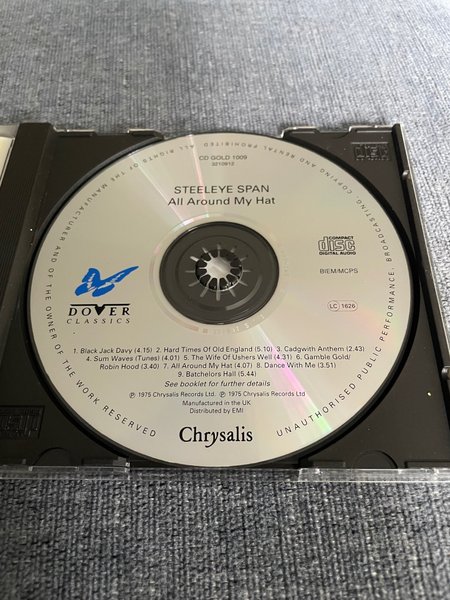 CD GOLD 1009
3210912
STEELEYE SPAN
All Around My Hat
COMPACT
disc
DIGITAL AUDIO
BIEM/MCPS
LC 1626
DOVER
CLASSICS
1. Black Jack Davy (4.15) 2. Hard Times Of Old England (5.10) 3. Cadgwith Anthem (2.43)
4. Sum Waves (Tunes) (4.01) 5. The Wife Of Ushers Well (4.31) 6. Gamble Gold/
Robin Hood (3.40) 7. All Around My Hat (4.07) 8. Dance With Me (3.51)
9. Batchelors Hall (5.44)
See booklet for further details
℗ 1975 Chrysalis Records Ltd. ℗ 1975 Chrysalis Records Ltd.
Manufactured in the UK
Distributed by EMI
Chrysalis
ALL RIGHTS OF THE MANUFACTURER AND OF THE OWNER OF THE WORK RESERVED
UNAUTHORISED PUBLIC PERFORMANCE, BROADCASTING, COPYING AND RENTAL PROHIBITED.